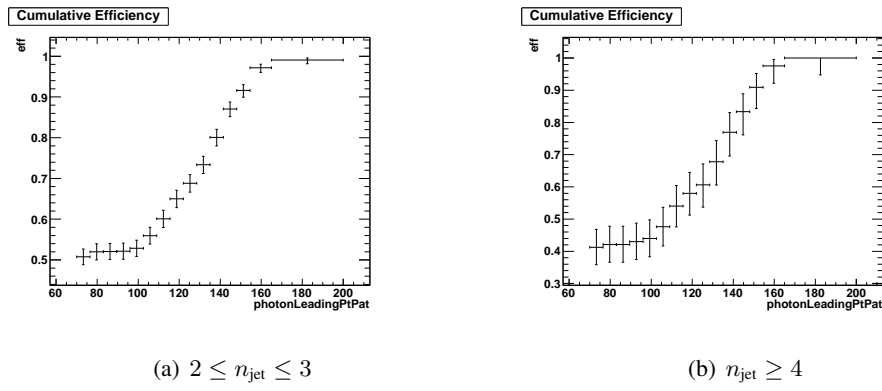 Cumulative Efficiency
eff
1
0.9
0.8
0.7
0.6
0.5
60 80 100 120 140 160 180 200
photonLeadingPtPat
(a) 2 ≤ n_jet ≤ 3
Cumulative Efficiency
eff
1
0.9
0.8
0.7
0.6
0.5
0.4
0.3
60 80 100 120 140 160 180 200
photonLeadingPtPat
(b) n_jet ≥ 4